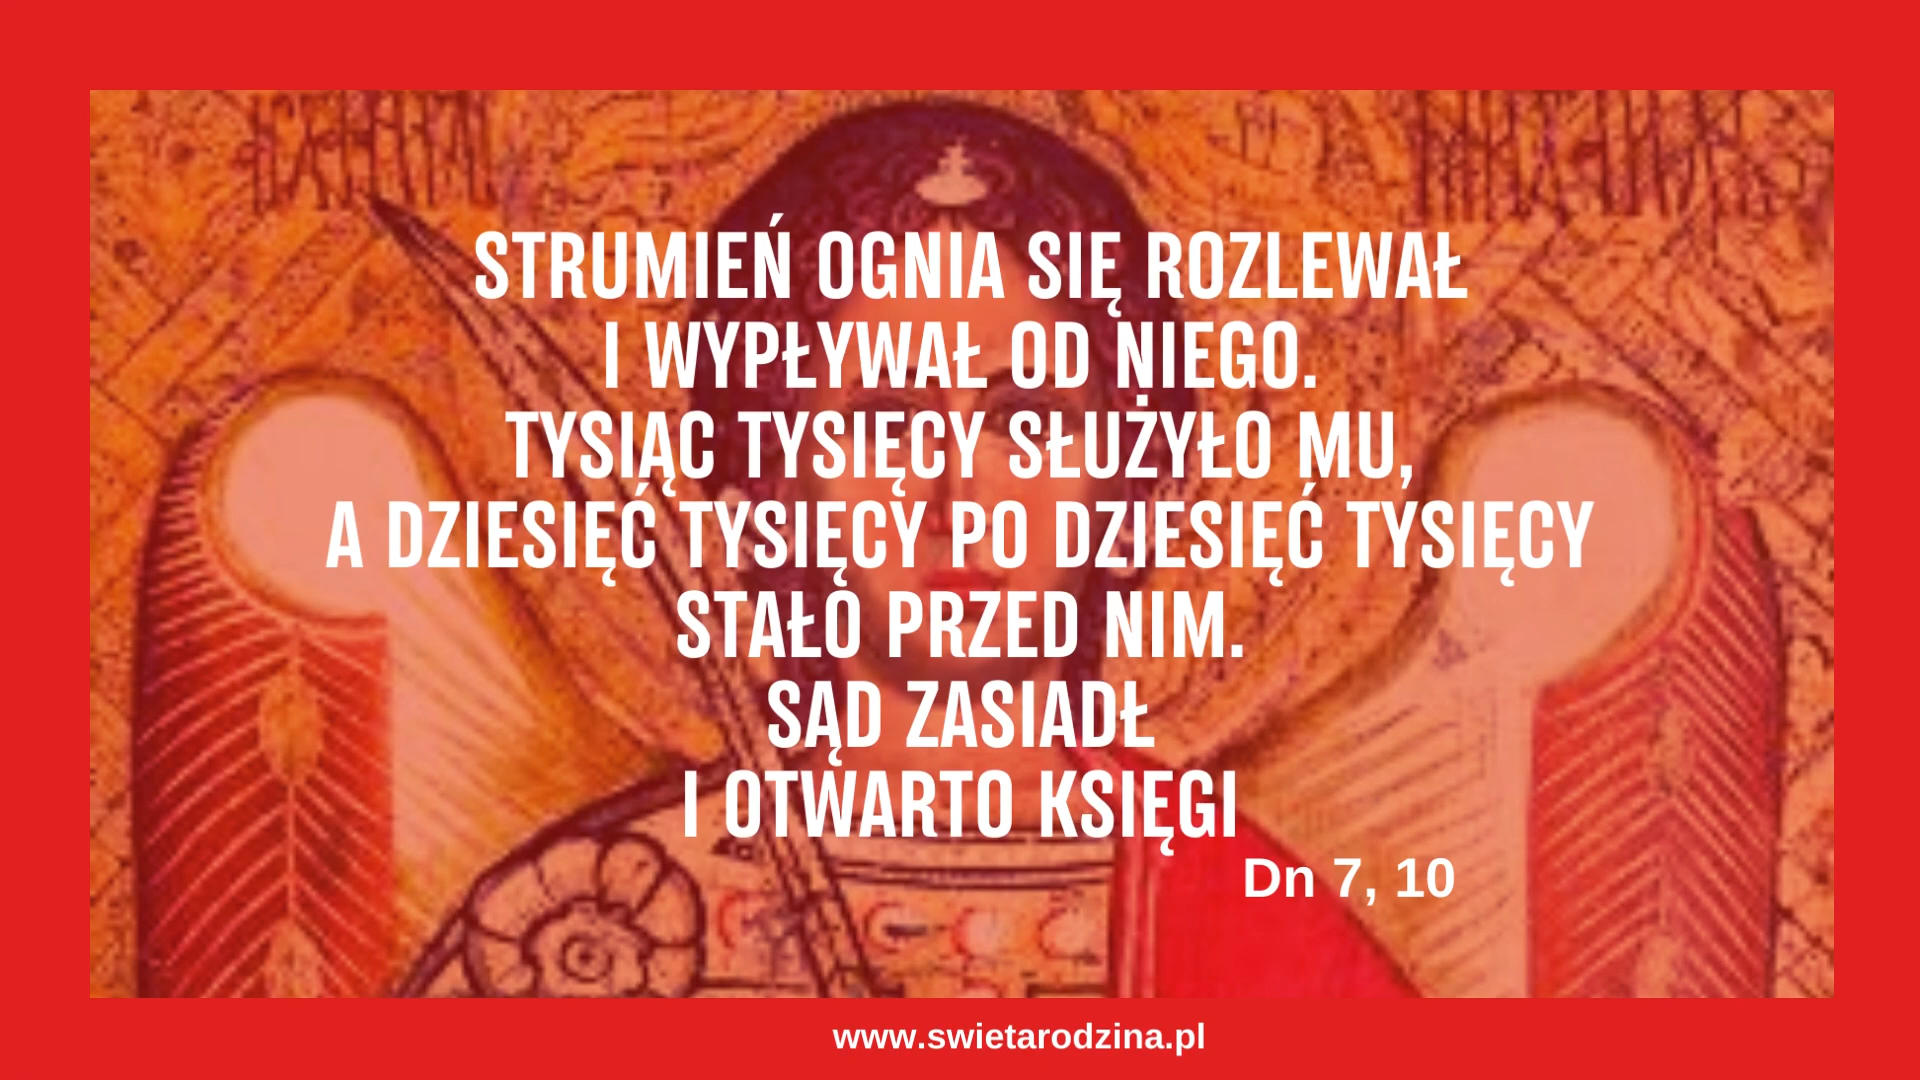 STRUMIEŃ OGNIA SIĘ ROZLEWAŁ
I WYPŁYWAŁ OD NIEGO.
TYSIĄC TYSIĘCY SŁUŻYŁO MU,
A DZIESIĘĆ TYSIĘCY PO DZIESIĘĆ TYSIĘCY
STAŁO PRZED NIM.
SĄD ZASIADŁ
I OTWARTO KSIĘGI
Dn 7, 10
www.swietarodzina.pl